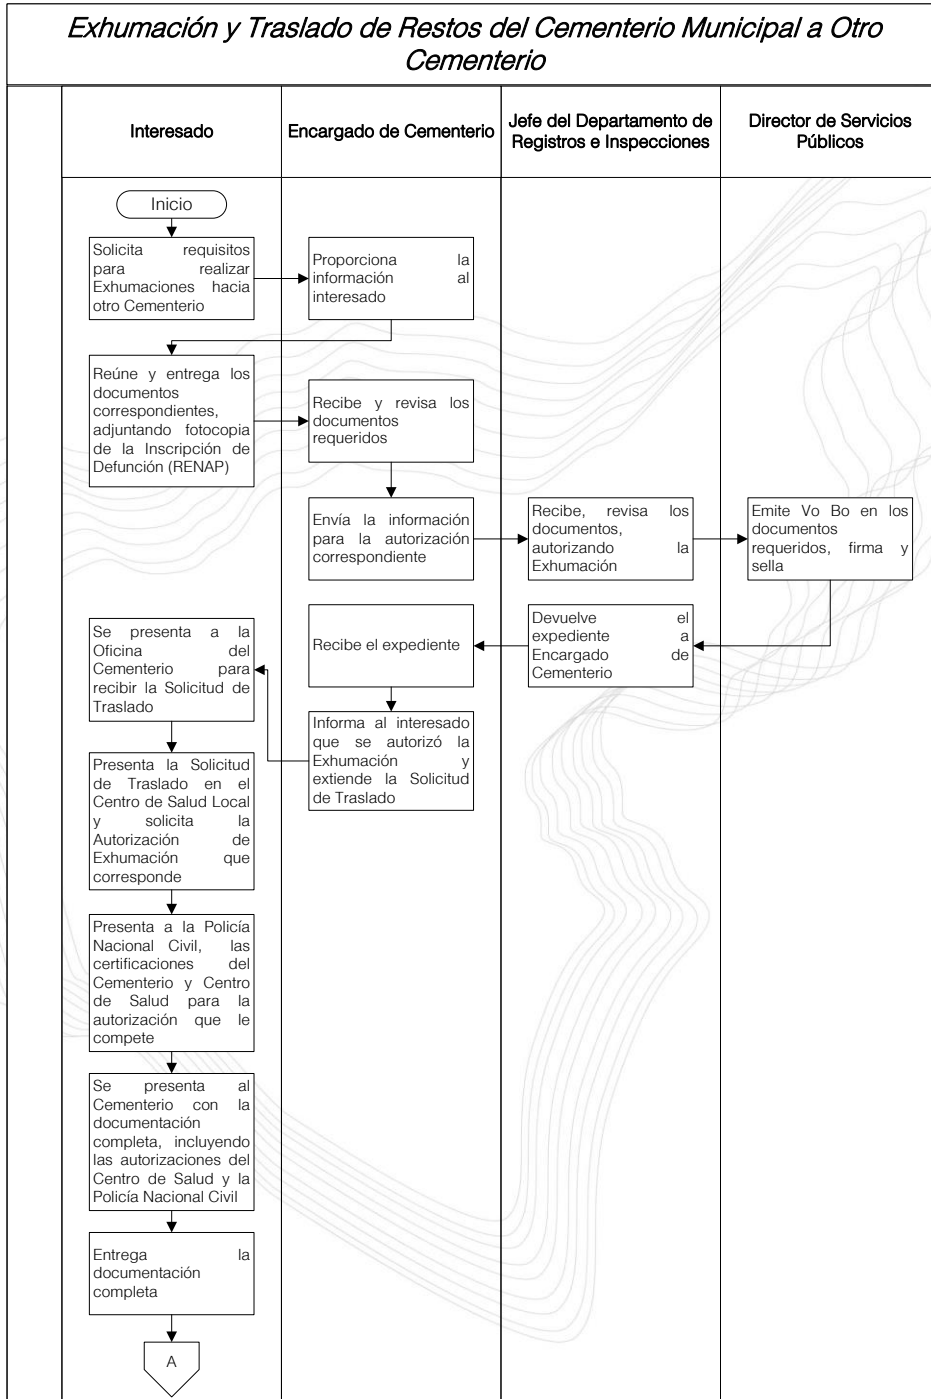 Exhumación y Traslado de Restos del Cementerio Municipal a Otro
Cementerio
Interesado
Encargado de Cementerio
Jefe del Departamento de
Registros e Inspecciones
Director de Servicios
Públicos
Inicio
Solicita requisitos
para realizar
Exhumaciones hacia
otro Cementerio
Proporciona la
información al
interesado
Reúne y entrega los
documentos
correspondientes,
adjuntando fotocopia
de la Inscripción de
Defunción (RENAP)
Recibe y revisa los
documentos
requeridos
Envía la información
para la autorización
correspondiente
Recibe, revisa los
documentos,
autorizando la
Exhumación
Emite Vo Bo en los
documentos
requeridos, firma y
sella
Devuelve el
expediente a
Encargado de
Cementerio
Recibe el expediente
Informa al interesado
que se autorizó la
Exhumación y
extiende la Solicitud
de Traslado
Se presenta a la
Oficina del
Cementerio para
recibir la Solicitud de
Traslado
Presenta la Solicitud
de Traslado en el
Centro de Salud Local
y solicita la
Autorización de
Exhumación que
corresponde
Presenta a la Policía
Nacional Civil, las
certificaciones del
Cementerio y Centro
de Salud para la
autorización que le
compete
Se presenta al
Cementerio con la
documentación
completa, incluyendo
las autorizaciones del
Centro de Salud y la
Policía Nacional Civil
Entrega la
documentación
completa
A